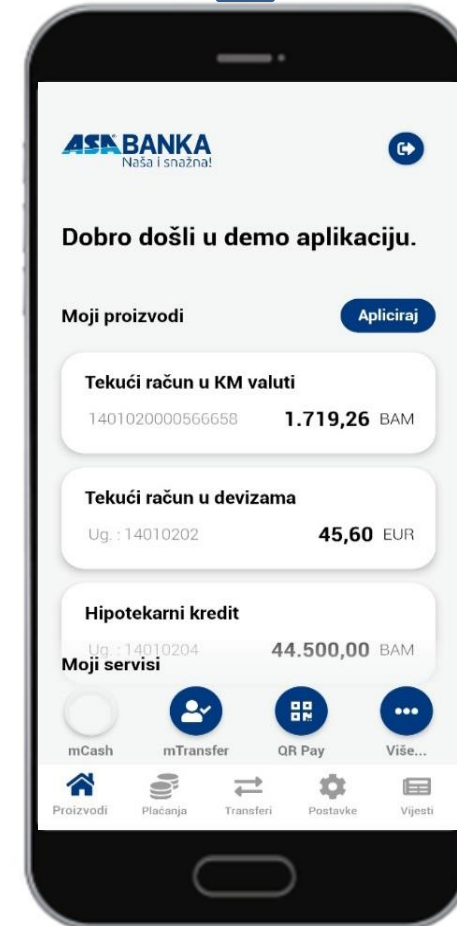 ASA BANKA
Naša i snažna!
Dobro došli u demo aplikaciju.
Moji proizvodi
Apliciraj
Tekući račun u KM valuti
1401020000566658 1.719,26 BAM
Tekući račun u devizama
Ug. : 14010202 45,60 EUR
Hipotekarni kredit
Ug. : 14010204 44.500,00 BAM
Moji servisi
mCash mTransfer QR Pay Više...
Proizvodi Plaćanja Transferi Postavke Vijesti